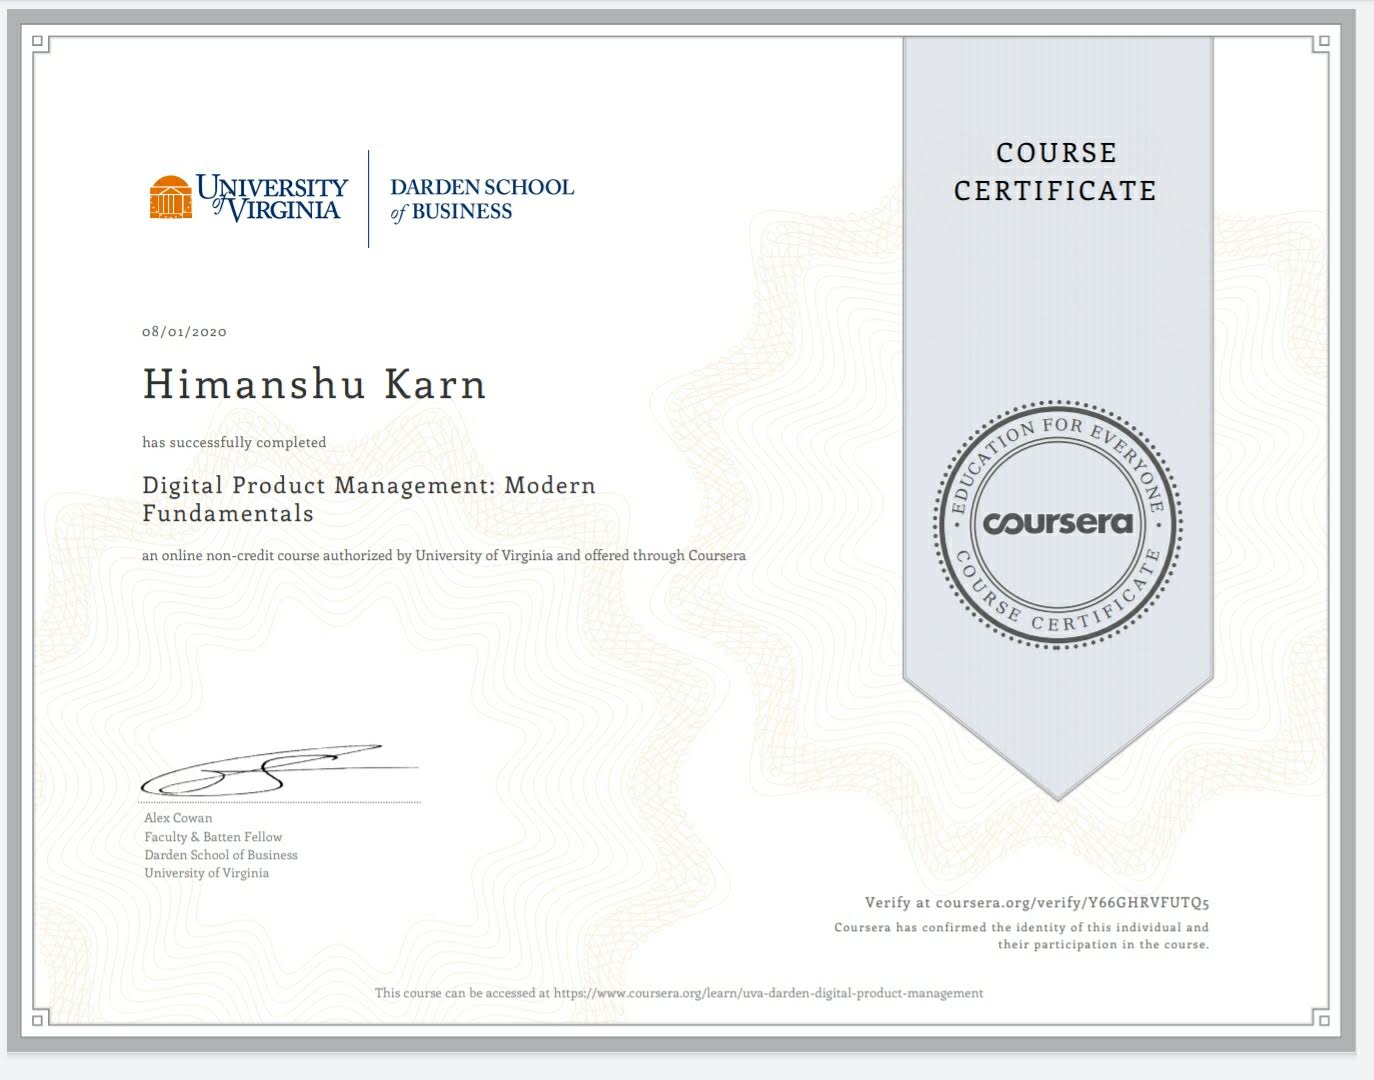 UNIVERSITY
of VIRGINIA
DARDEN SCHOOL
of BUSINESS
COURSE
CERTIFICATE
08/01/2020
Himanshu Karn
has successfully completed
Digital Product Management: Modern
Fundamentals
an online non-credit course authorized by University of Virginia and offered through Coursera
EDUCATION FOR EVERYONE
coursera
COURSE CERTIFICATE
Alex Cowan
Faculty & Batten Fellow
Darden School of Business
University of Virginia
Verify at coursera.org/verify/Y66GHRVFUTQ5
Coursera has confirmed the identity of this individual and
their participation in the course.
This course can be accessed at https://www.coursera.org/learn/uva-darden-digital-product-management